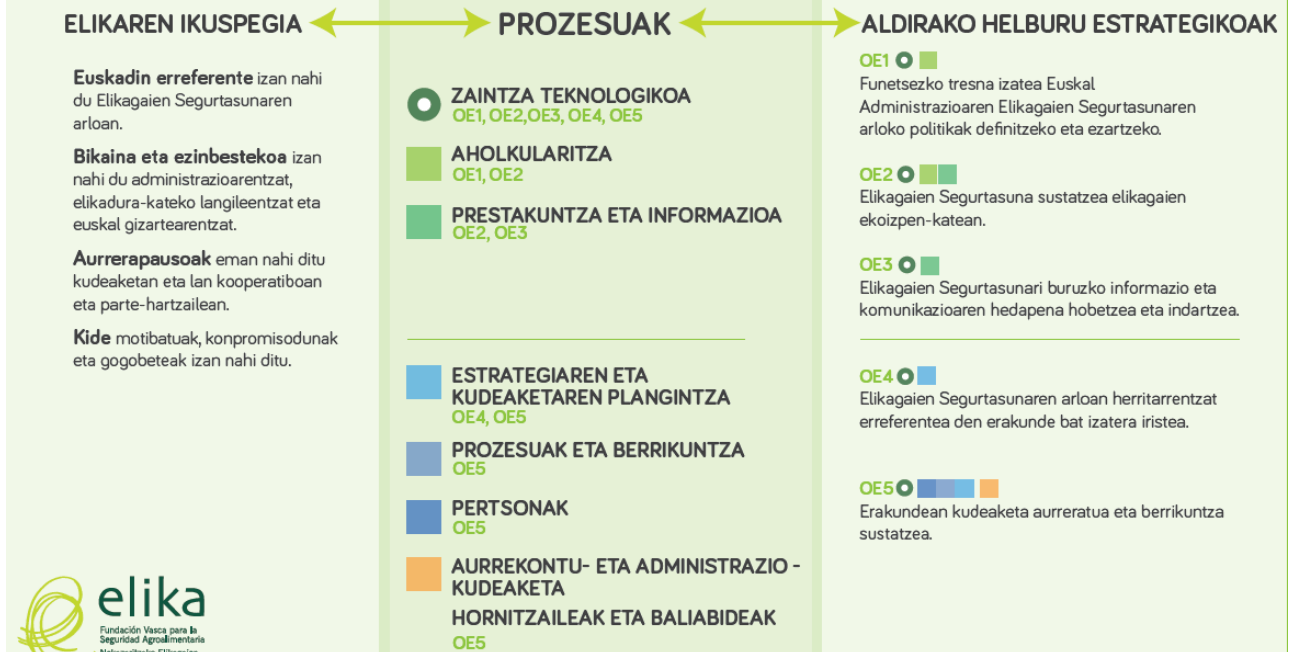 ELIKAREN IKUSPEGIA
Euskadin erreferente izan nahi
du Elikagaien Segurtasunaren
arloan.
Bikaina eta ezinbestekoa izan
nahi du administrazioarentzat,
elikadura-kateko langileentzat eta
euskal gizartearentzat.
Aurrerapausoak eman nahi ditu
kudeaketan eta lan kooperatiboan
eta parte-hartzailean.
Kide motibatuak, konpromisodunak
eta gogobeteak izan nahi ditu.
elika
Fundación Vasca para la
Seguridad Agroalimentaria
Nekazaritzako Elikagaien
PROZESUAK
ZAINTZA TEKNOLOGIKOA
OE1, OE2,OE3, OE4, OE5
AHOLKULARITZA
OE1, OE2
PRESTAKUNTZA ETA INFORMAZIOA
OE2, OE3
ESTRATEGIAREN ETA
KUDEAKETAREN PLANGINTZA
OE4, OE5
PROZESUAK ETA BERRIKUNTZA
OE5
PERTSONAK
OE5
AURREKONTU- ETA ADMINISTRAZIO -
KUDEAKETA
HORNITZAILEAK ETA BALIABIDEAK
OE5
ALDIRAKO HELBURU ESTRATEGIKOAK
OE1
Funetsezko tresna izatea Euskal
Administrazioaren Elikagaien Segurtasunaren
arloko politikak definitzeko eta ezartzeko.
OE2
Elikagaien Segurtasuna sustatzea elikagaien
ekoizpen-katean.
OE3
Elikagaien Segurtasunari buruzko informazio eta
komunikazioaren hedapena hobetzea eta indartzea.
OE4
Elikagaien Segurtasunaren arloan herritarrentzat
erreferentea den erakunde bat izatera iristea.
OE5
Erakundean kudeaketa aurreratua eta berrikuntza
sustatzea.